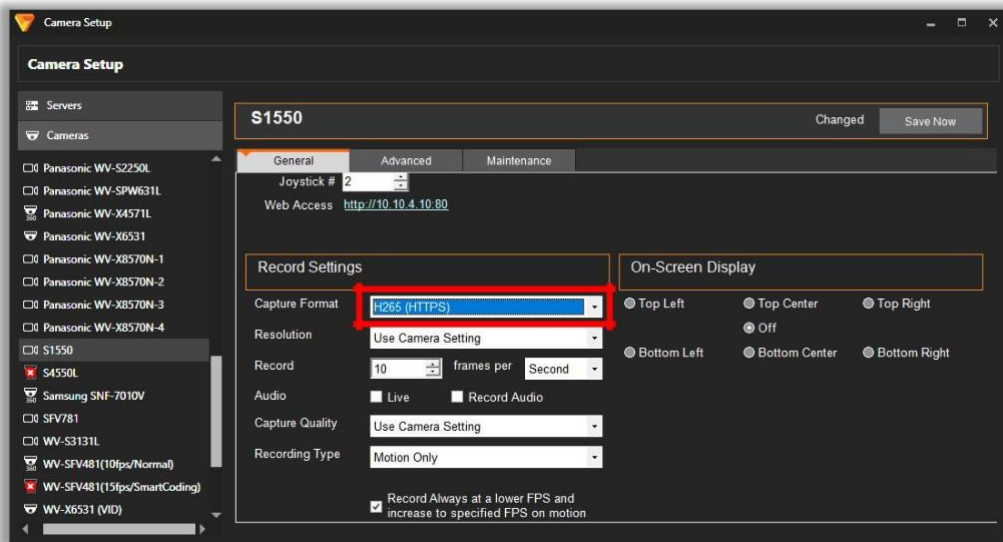 Camera Setup
Camera Setup
Servers
Cameras
Panasonic WV-S2250L
Panasonic WV-SPW631L
Panasonic WV-X4571L
Panasonic WV-X6531
Panasonic WV-X8570N-1
Panasonic WV-X8570N-2
Panasonic WV-X8570N-3
Panasonic WV-X8570N-4
S1550
S4550L
Samsung SNF-7010V
SFV781
WV-S3131L
WV-SFV481(10fps/Normal)
WV-SFV481(15fps/SmartCoding)
WV-X6531 (VID)
S1550
Changed
Save Now
General
Advanced
Maintenance
Joystick # 2
Web Access http://10.10.4.10:80
Record Settings
Capture Format H265 (HTTPS)
Resolution Use Camera Setting
Record 10 frames per Second
Audio Live Record Audio
Capture Quality Use Camera Setting
Recording Type Motion Only
Record Always at a lower FPS and
increase to specified FPS on motion
On-Screen Display
Top Left Top Center Top Right
Off
Bottom Left Bottom Center Bottom Right